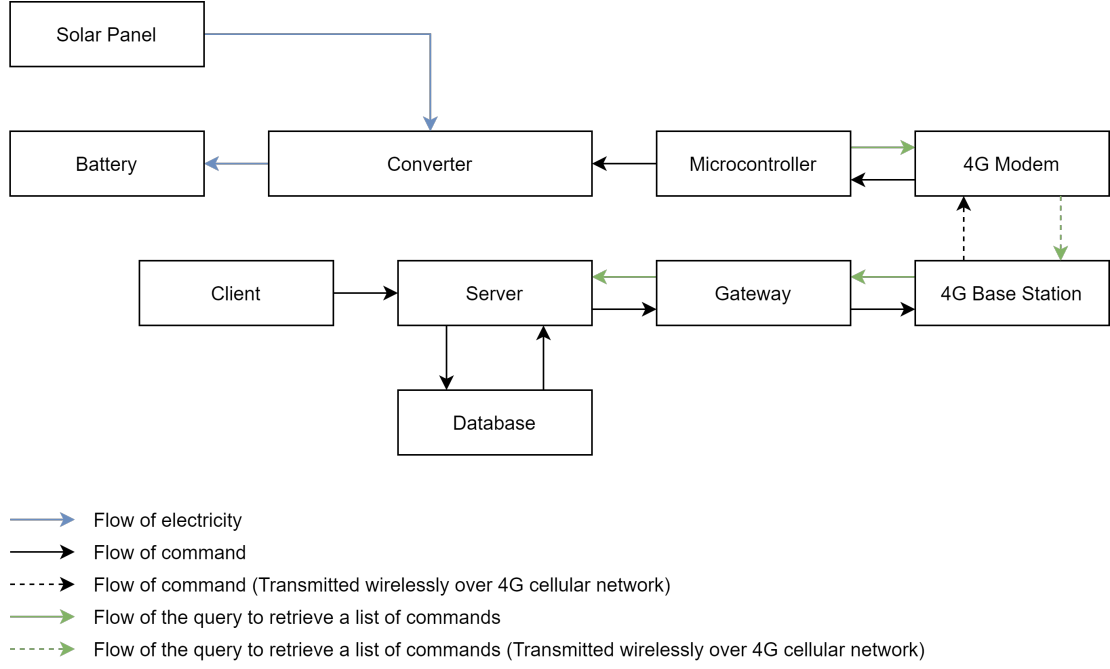 Solar Panel
Battery
Converter
Microcontroller
4G Modem
Client
Server
Gateway
4G Base Station
Database
Flow of electricity
Flow of command
Flow of command (Transmitted wirelessly over 4G cellular network)
Flow of the query to retrieve a list of commands
Flow of the query to retrieve a list of commands (Transmitted wirelessly over 4G cellular network)